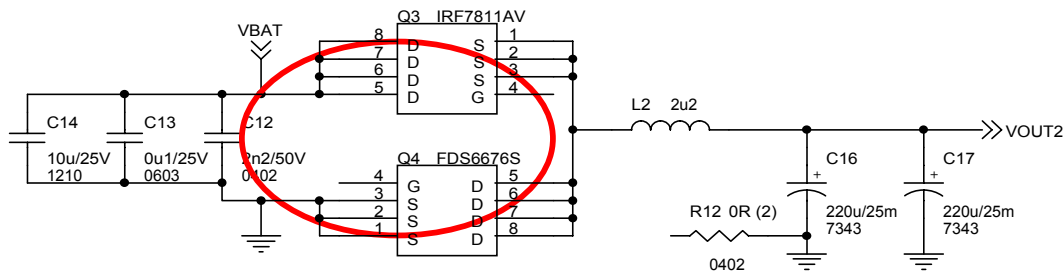 Q3 IRF7811AV
VBAT
8 D S 1
7 D S 2
6 D S 3
5 D G 4
L2 2u2
C14
10u/25V
1210
C13
0u1/25V
0603
C12
2n2/50V
0402
VOUT2
Q4 FDS6676S
4 G D 5
3 S D 6
2 S D 7
1 S D 8
C16
+
220u/25m
7343
C17
+
220u/25m
7343
R12 0R (2)
0402